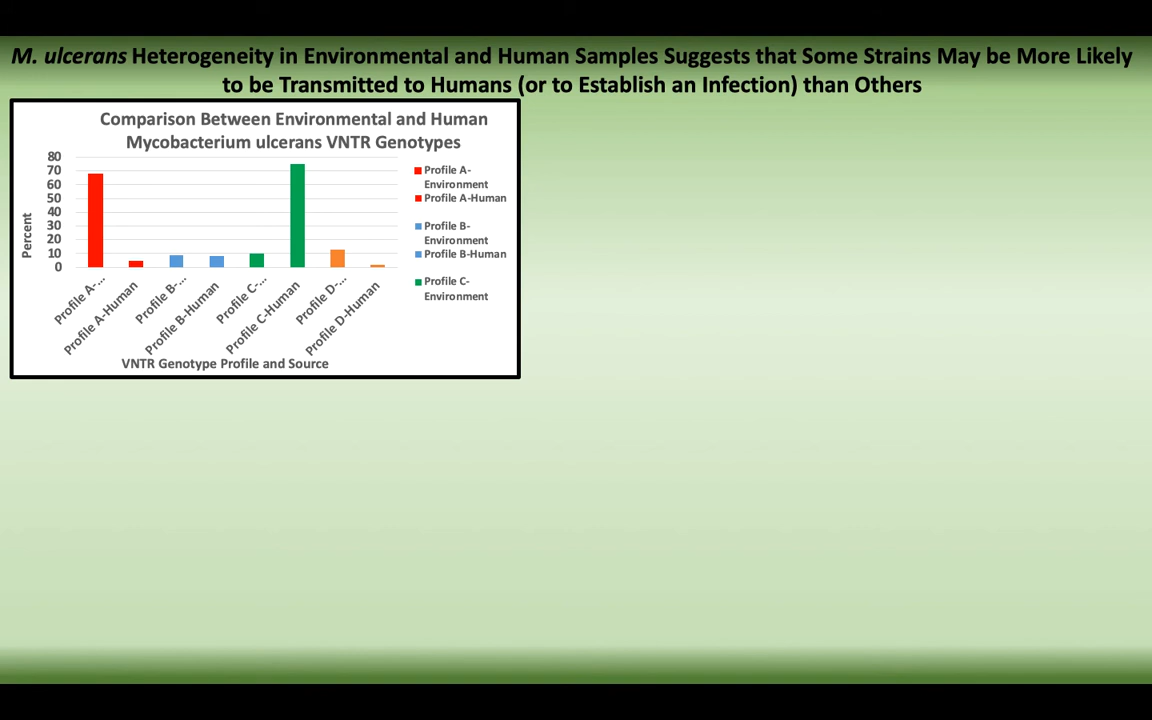 M. ulcerans Heterogeneity in Environmental and Human Samples Suggests that Some Strains May be More Likely
to be Transmitted to Humans (or to Establish an Infection) than Others
Comparison Between Environmental and Human
Mycobacterium ulcerans VNTR Genotypes
80
70
60
50
40
30
20
10
0
Percent
Profile A-...
Profile A-Human
Profile B-...
Profile B-Human
Profile C-...
Profile C-Human
Profile D-...
Profile D-Human
VNTR Genotype Profile and Source
Profile A-
Environment
Profile A-Human
Profile B-
Environment
Profile B-Human
Profile C-
Environment